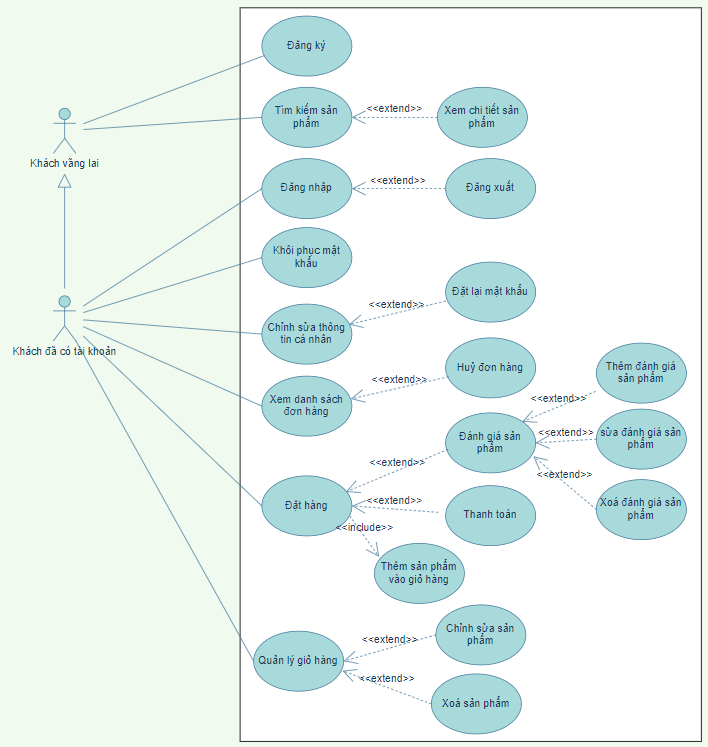 Đăng ký
Tìm kiếm sản
phẩm
<<extend>>
Xem chi tiết sản
phẩm
Khách vãng lai
Đăng nhập
<<extend>>
Đăng xuất
Khôi phục mật
khẩu
Đặt lại mật khẩu
<<extend>>
Chỉnh sửa thông
tin cá nhân
Khách đã có tài khoản
Huỷ đơn hàng
<<extend>>
Xem danh sách
đơn hàng
Thêm đánh giá
sản phẩm
<<extend>>
Đánh giá sản
phẩm
<<extend>>
sửa đánh giá sản
phẩm
<<extend>>
<<extend>>
Xoá đánh giá sản
phẩm
Đặt hàng
<<extend>>
Thanh toán
<<include>>
Thêm sản phẩm
vào giỏ hàng
Chỉnh sửa sản
phẩm
<<extend>>
Quản lý giỏ hàng
<<extend>>
Xoá sản phẩm